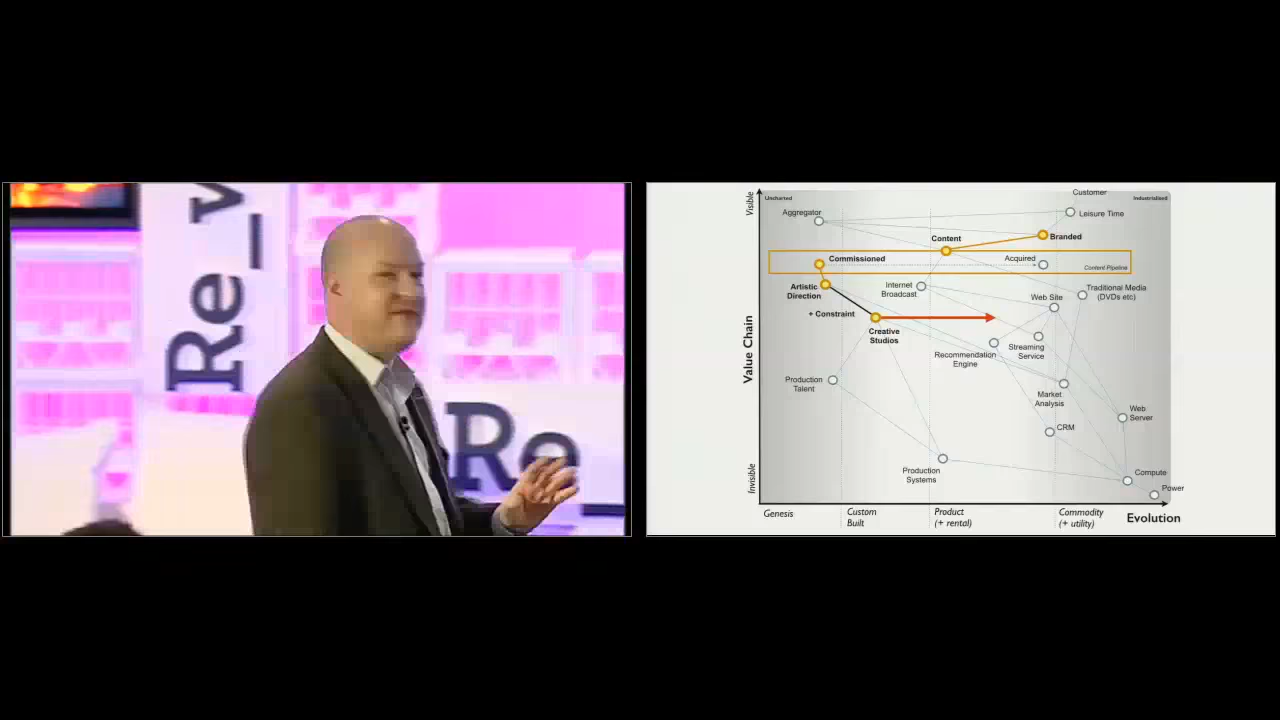 Re_v
Re
Visible
Value Chain
Invisible
Uncharted
Industrialised
Customer
Aggregator
Leisure Time
Content
Branded
Commissioned
Acquired
Content Pipeline
Artistic
Direction
Internet
Broadcast
Traditional Media
(DVDs etc)
Web Site
+ Constraint
Creative
Studios
Recommendation
Engine
Streaming
Service
Production
Talent
Market
Analysis
Web
Server
CRM
Production
Systems
Compute
Power
Genesis
Custom
Built
Product
(+ rental)
Commodity
(+ utility)
Evolution